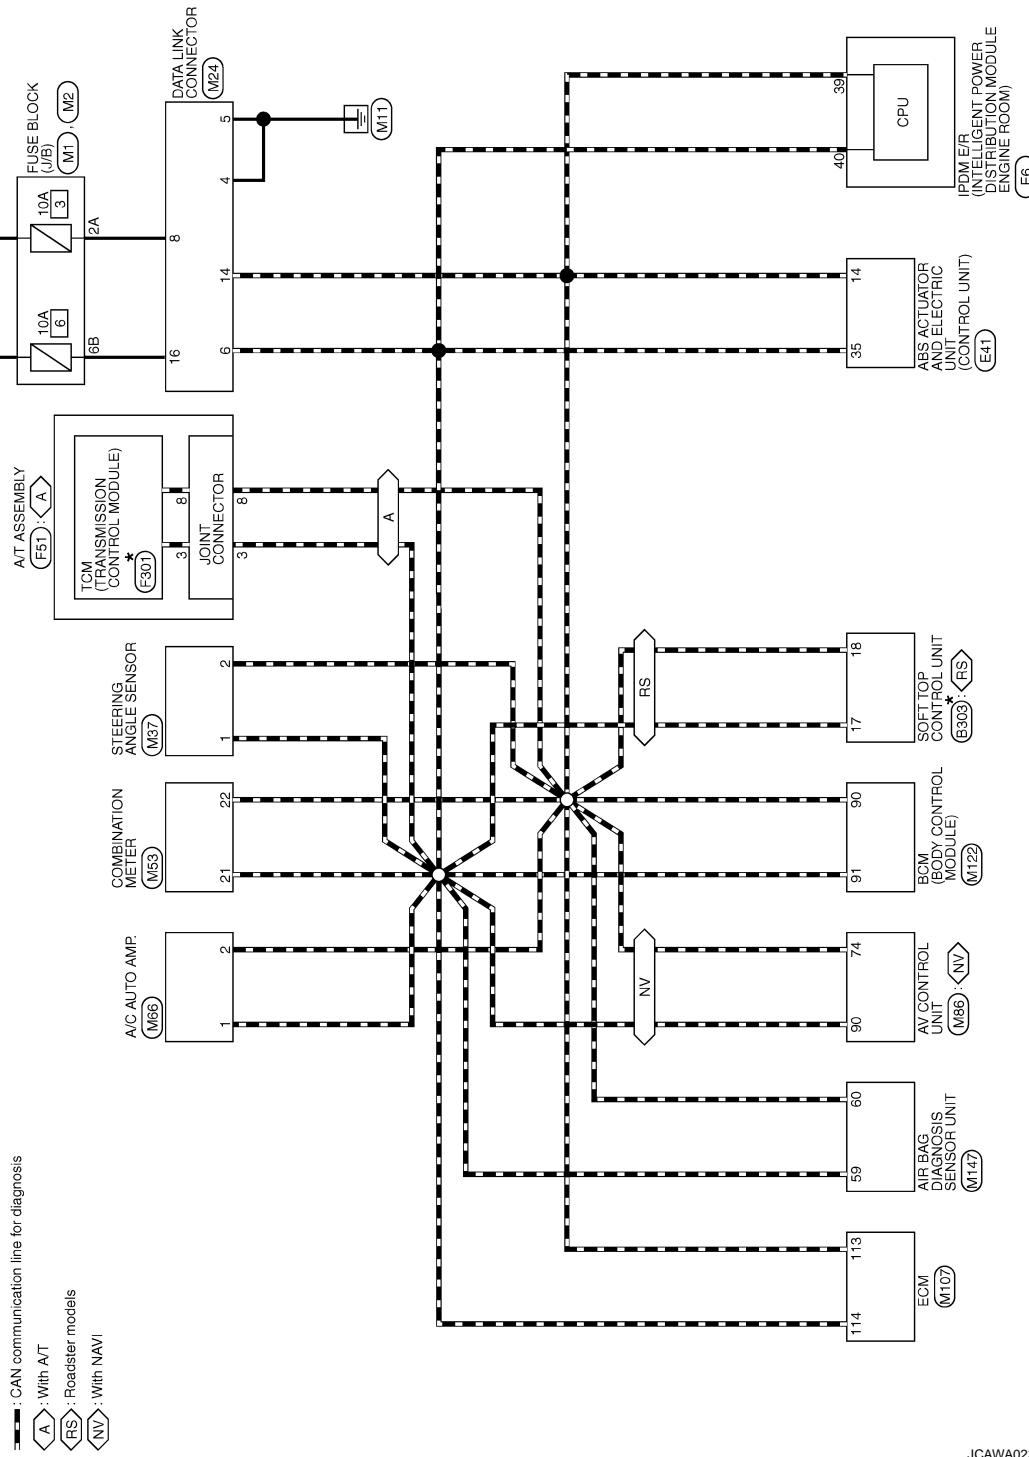 : CAN communication line for diagnosis
A : With A/T
RS : Roadster models
NV : With NAVI
A/C AUTO AMP.
M66
1
2
COMBINATION
METER
M53
21
22
STEERING
ANGLE SENSOR
M37
1
2
A/T ASSEMBLY
F51 : A
TCM
(TRANSMISSION
CONTROL MODULE)
*
F301
3
8
JOINT
CONNECTOR
3
8
A
FUSE BLOCK
(J/B)
M1 , M2
10A
6
10A
3
6B
2A
DATA LINK
CONNECTOR
M24
16
8
4
5
6
14
M11
NV
RS
114
113
ECM
M107
59
60
AIR BAG
DIAGNOSIS
SENSOR UNIT
M147
90
74
AV CONTROL
UNIT
M86 : NV
91
90
BCM
(BODY CONTROL
MODULE)
M122
17
18
SOFT TOP
CONTROL UNIT
*
B303 : RS
35
14
ABS ACTUATOR
AND ELECTRIC
UNIT
(CONTROL UNIT)
E41
40
39
CPU
IPDM E/R
(INTELLIGENT POWER
DISTRIBUTION MODULE
ENGINE ROOM)